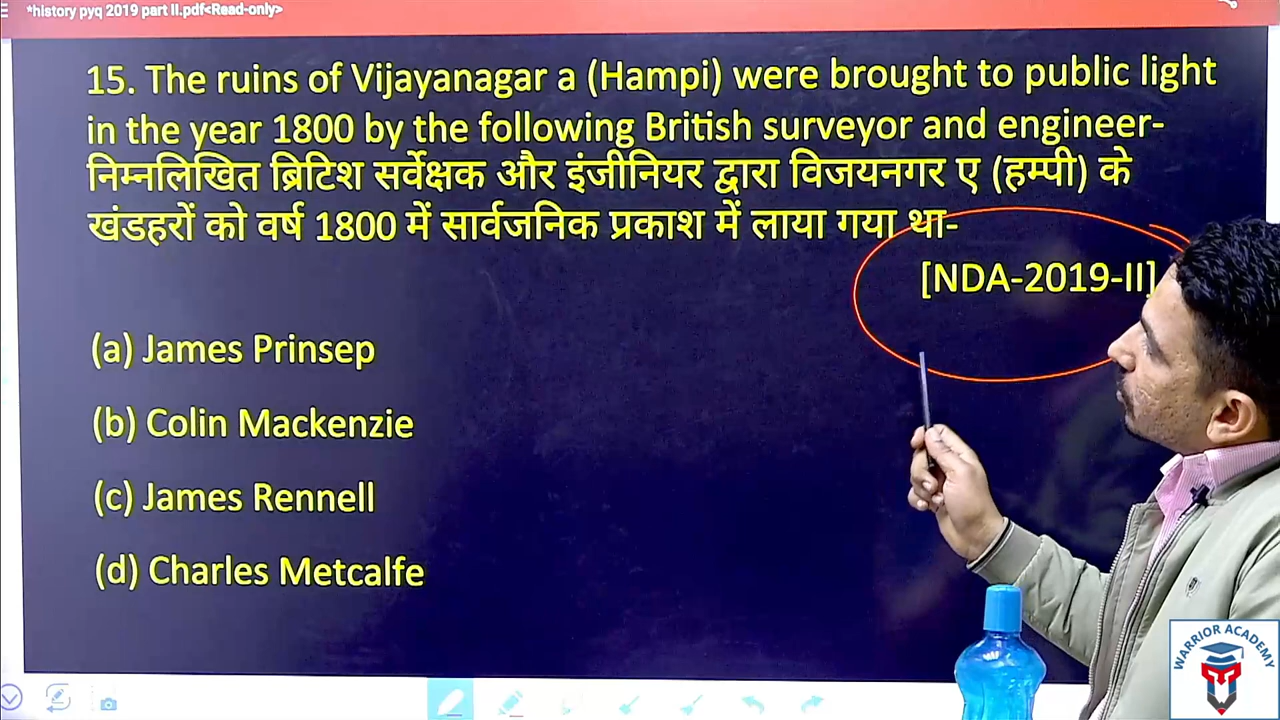 *history pyq 2019 part II.pdf<Read-only>
15. The ruins of Vijayanagar a (Hampi) were brought to public light
in the year 1800 by the following British surveyor and engineer-
निम्नलिखित ब्रिटिश सर्वेक्षक और इंजीनियर द्वारा विजयनगर ए (हम्पी) के
खंडहरों को वर्ष 1800 में सार्वजनिक प्रकाश में लाया गया था-
[NDA-2019-II]
(a) James Prinsep
(b) Colin Mackenzie
(c) James Rennell
(d) Charles Metcalfe
WARRIOR ACADEMY